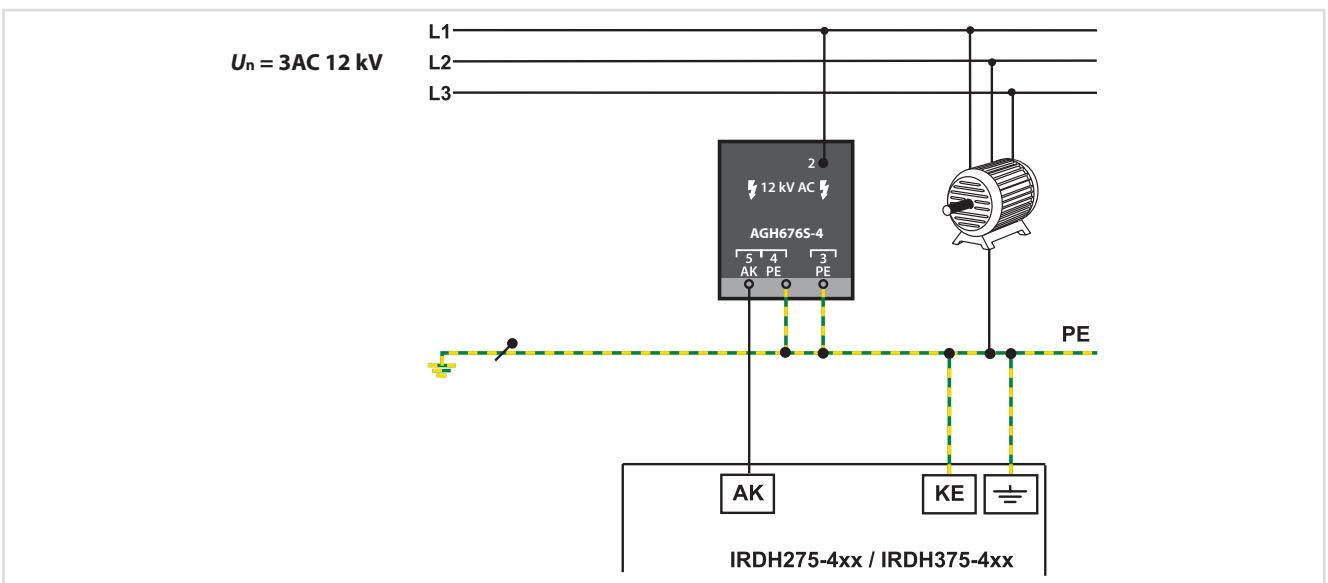 L1
Un = 3AC 12 kV
L2
L3
2
12 kV AC
AGH676S-4
5 4 3
AK PE PE
PE
AK KE
IRDH275-4xx / IRDH375-4xx